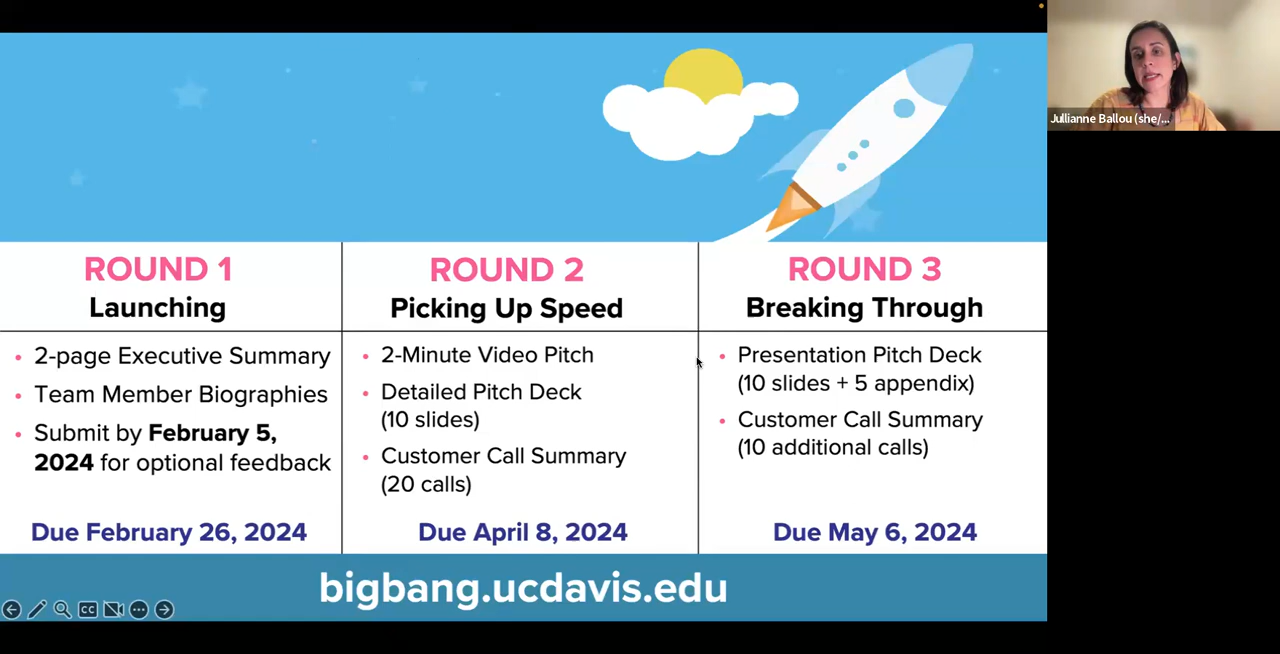 Jullianne Ballou (she/...
ROUND 1
Launching
• 2-page Executive Summary
• Team Member Biographies
• Submit by February 5,
2024 for optional feedback
Due February 26, 2024
ROUND 2
Picking Up Speed
• 2-Minute Video Pitch
• Detailed Pitch Deck
(10 slides)
• Customer Call Summary
(20 calls)
Due April 8, 2024
ROUND 3
Breaking Through
• Presentation Pitch Deck
(10 slides + 5 appendix)
• Customer Call Summary
(10 additional calls)
Due May 6, 2024
bigbang.ucdavis.edu
CC